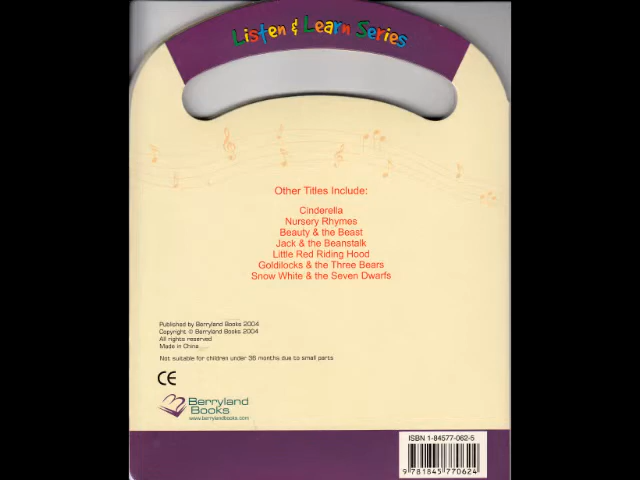 Listen & Learn Series
Other Titles Include:
Cinderella
Nursery Rhymes
Beauty & the Beast
Jack & the Beanstalk
Little Red Riding Hood
Goldilocks & the Three Bears
Snow White & the Seven Dwarfs
Published by Berryland Books 2004
Copyright © Berryland Books 2004
All rights reserved
Made in China
Not suitable for children under 36 months due to small parts
CE
Berryland
Books
www.berrylandbooks.com
ISBN 1-84577-062-5
9 781845 770624